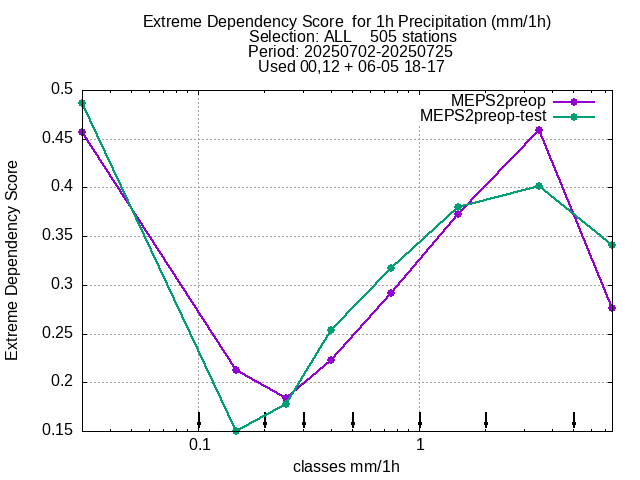 Extreme Dependency Score  for 1h Precipitation (mm/1h)
Selection: ALL    505 stations
Period: 20250702-20250725
Used 00,12 + 06-05 18-17
MEPS2preop
MEPS2preop-test
Extreme Dependency Score
0.5
0.45
0.4
0.35
0.3
0.25
0.2
0.15
0.1
1
classes mm/1h